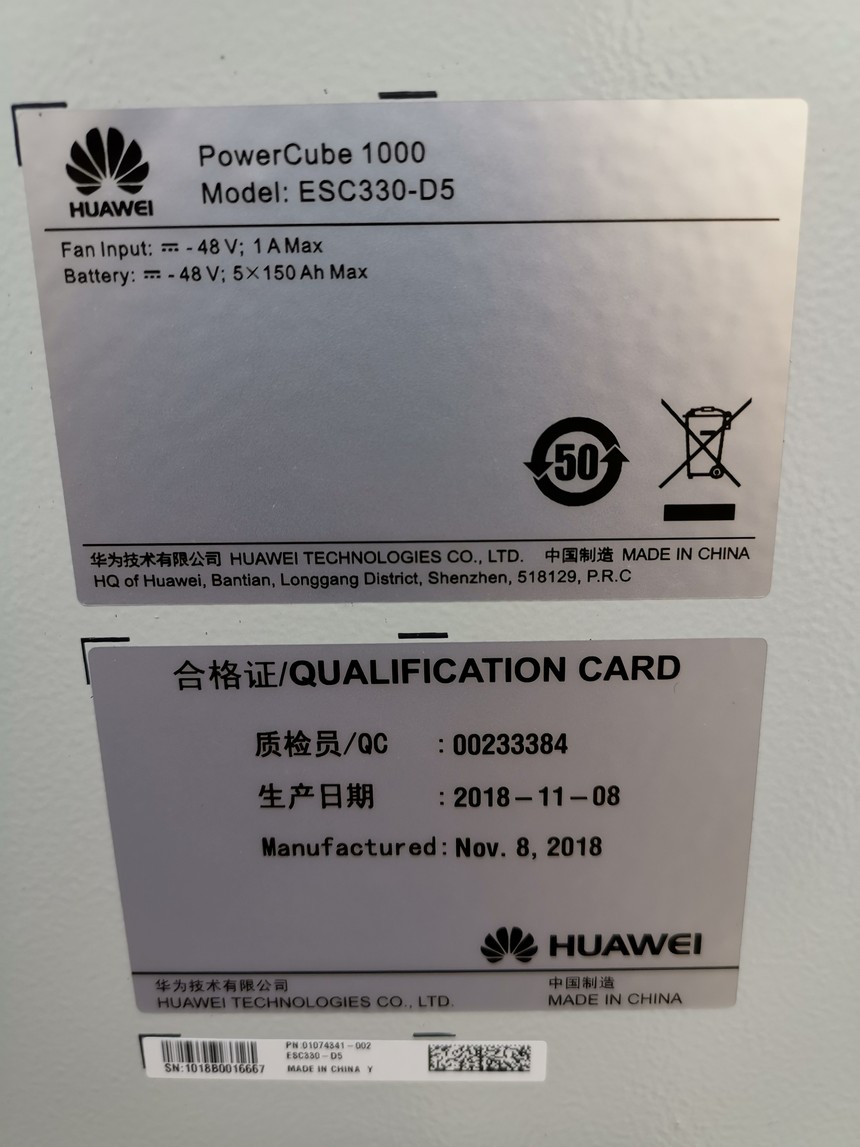 HUAWEI
PowerCube 1000
Model: ESC330-D5
Fan Input: ⎓ - 48 V; 1 A Max
Battery: ⎓ - 48 V; 5×150 Ah Max
50
华为技术有限公司 HUAWEI TECHNOLOGIES CO., LTD. 中国制造 MADE IN CHINA
HQ of Huawei, Bantian, Longgang District, Shenzhen, 518129, P.R.C
合格证/QUALIFICATION CARD
质检员/QC : 00233384
生产日期 : 2018-11-08
Manufactured: Nov. 8, 2018
HUAWEI
华为技术有限公司 中国制造
HUAWEI TECHNOLOGIES CO., LTD. MADE IN CHINA
PN:01074341-002
ESC330-D5
SN:1018B0016667 MADE IN CHINA Y